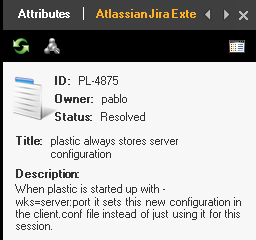 Attributes | Atlassian Jira Exte
ID: PL-4875
Owner: pablo
Status: Resolved
Title: plastic always stores server
configuration
Description:
When plastic is started up with -
wks=server:port it sets this new configuration in
the client.conf file instead of just using it for this
session.